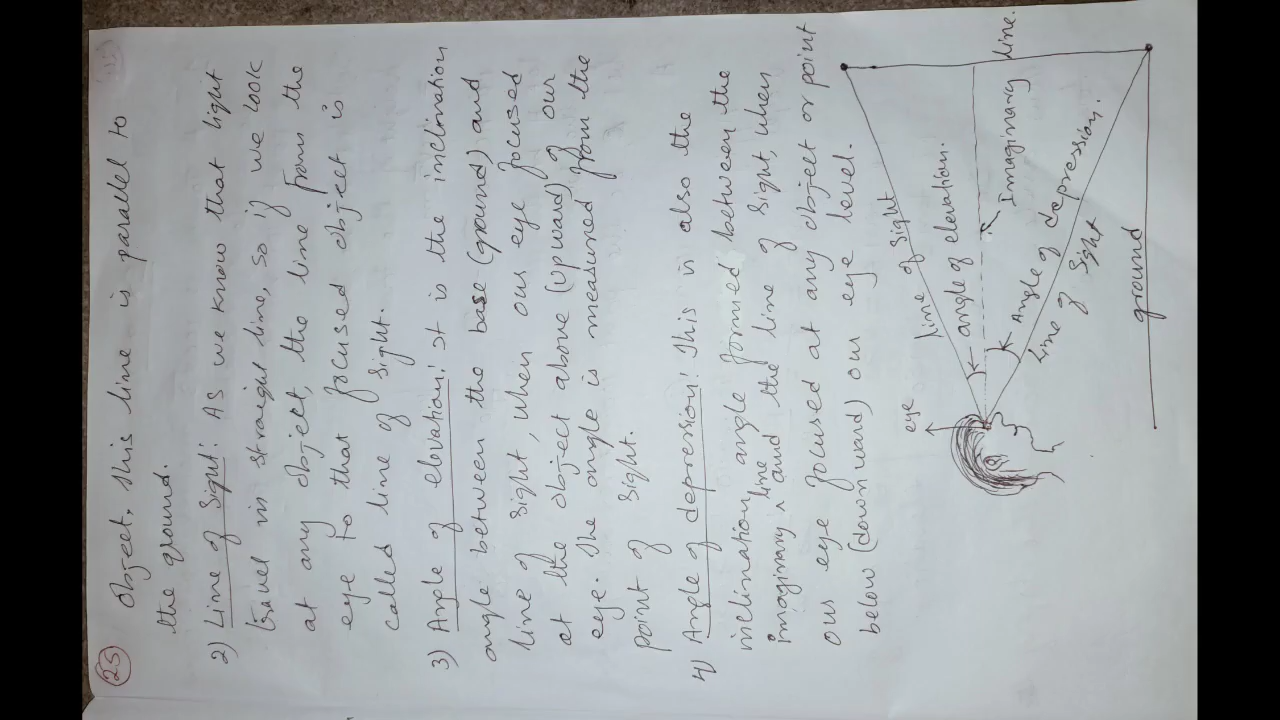 (25)
object. This line is parallel to
the ground.
2) Line of Sight: As we know that light
travel in straight line, so if we look
at any object, the line from the
eye to that focused object is
called line of sight.
3) Angle of elevation: It is the inclination
angle between the base (ground) and
line of sight, when our eye focused
at the object above (upward) of our
eye. The angle is measured from the
point of sight.
4) Angle of depression: This is also the
inclination angle formed between the
imaginary ^ line and the line of sight, when
our eye focused at any object or point
below (downward) our eye level.
eye
line of sight
angle of elevation.
Imaginary line.
Angle of depression.
Line of sight
ground